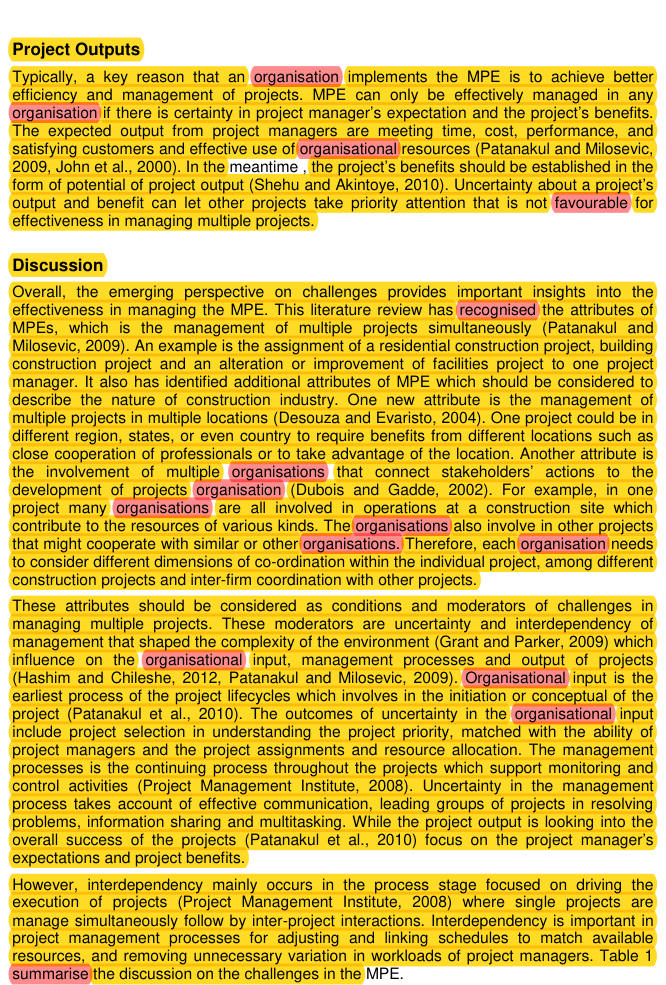 Project Outputs
Typically, a key reason that an organisation implements the MPE is to achieve better
efficiency and management of projects. MPE can only be effectively managed in any
organisation if there is certainty in project manager's expectation and the project's benefits.
The expected output from project managers are meeting time, cost, performance, and
satisfying customers and effective use of organisational resources (Patanakul and Milosevic,
2009, John et al., 2000). In the meantime , the project's benefits should be established in the
form of potential of project output (Shehu and Akintoye, 2010). Uncertainty about a project's
output and benefit can let other projects take priority attention that is not favourable for
effectiveness in managing multiple projects.
Discussion
Overall, the emerging perspective on challenges provides important insights into the
effectiveness in managing the MPE. This literature review has recognised the attributes of
MPEs, which is the management of multiple projects simultaneously (Patanakul and
Milosevic, 2009). An example is the assignment of a residential construction project, building
construction project and an alteration or improvement of facilities project to one project
manager. It also has identified additional attributes of MPE which should be considered to
describe the nature of construction industry. One new attribute is the management of
multiple projects in multiple locations (Desouza and Evaristo, 2004). One project could be in
different region, states, or even country to require benefits from different locations such as
close cooperation of professionals or to take advantage of the location. Another attribute is
the involvement of multiple organisations that connect stakeholders' actions to the
development of projects organisation (Dubois and Gadde, 2002). For example, in one
project many organisations are all involved in operations at a construction site which
contribute to the resources of various kinds. The organisations also involve in other projects
that might cooperate with similar or other organisations. Therefore, each organisation needs
to consider different dimensions of co-ordination within the individual project, among different
construction projects and inter-firm coordination with other projects.
These attributes should be considered as conditions and moderators of challenges in
managing multiple projects. These moderators are uncertainty and interdependency of
management that shaped the complexity of the environment (Grant and Parker, 2009) which
influence on the organisational input, management processes and output of projects
(Hashim and Chileshe, 2012, Patanakul and Milosevic, 2009). Organisational input is the
earliest process of the project lifecycles which involves in the initiation or conceptual of the
project (Patanakul et al., 2010). The outcomes of uncertainty in the organisational input
include project selection in understanding the project priority, matched with the ability of
project managers and the project assignments and resource allocation. The management
processes is the continuing process throughout the projects which support monitoring and
control activities (Project Management Institute, 2008). Uncertainty in the management
process takes account of effective communication, leading groups of projects in resolving
problems, information sharing and multitasking. While the project output is looking into the
overall success of the projects (Patanakul et al., 2010) focus on the project manager's
expectations and project benefits.
However, interdependency mainly occurs in the process stage focused on driving the
execution of projects (Project Management Institute, 2008) where single projects are
manage simultaneously follow by inter-project interactions. Interdependency is important in
project management processes for adjusting and linking schedules to match available
resources, and removing unnecessary variation in workloads of project managers. Table 1
summarise the discussion on the challenges in the MPE.